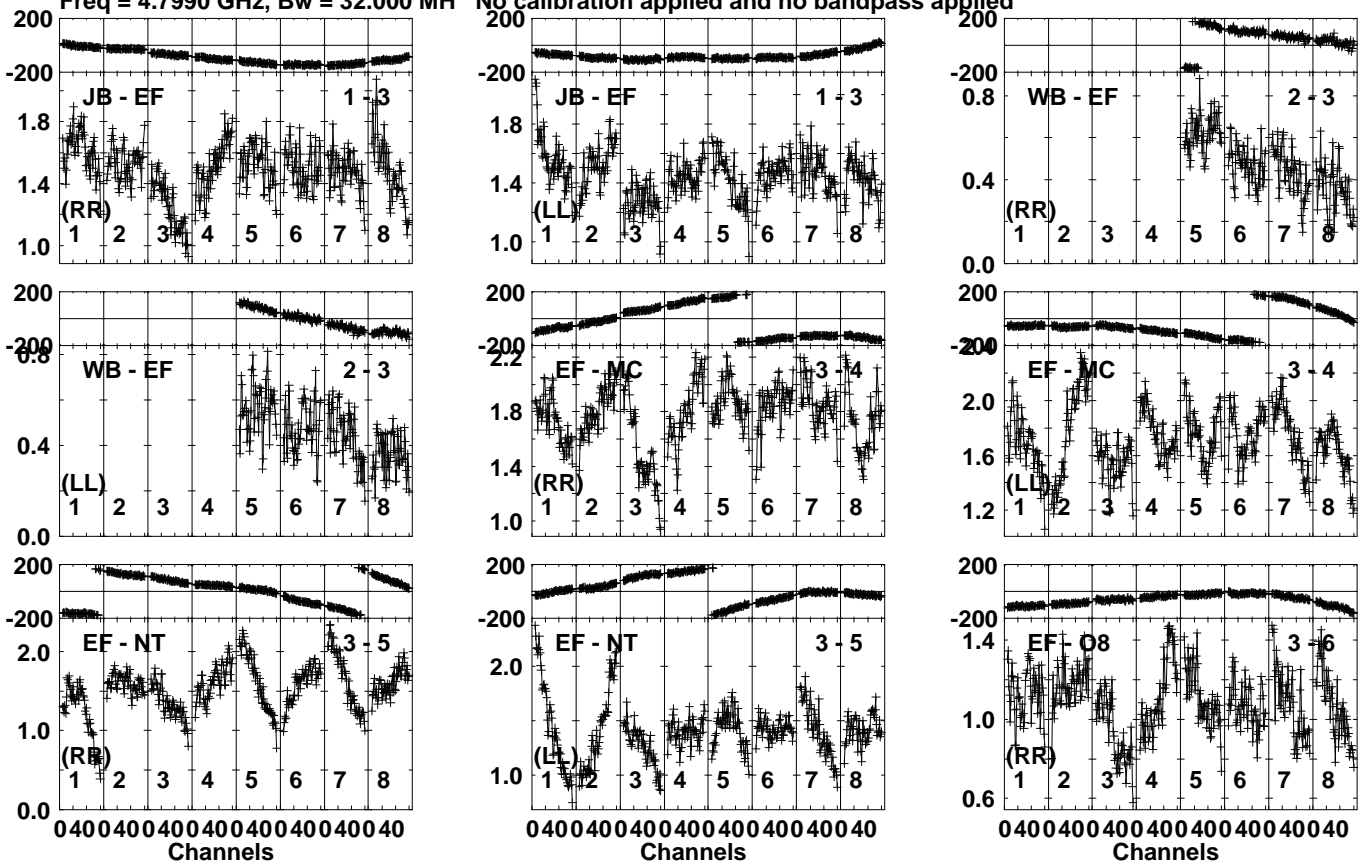 Freq = 4.7990 GHz, Bw = 32.000 MH No calibration applied and no bandpass applied
200
-200
JB - EF 1 - 3
1.8
1.4
(RR)
1.0
1 2 3 4 5 6 7 8
200
-200
JB - EF 1 - 3
1.8
1.4
(LL)
1.0
1 2 3 4 5 6 7 8
200
-200
WB - EF 2 - 3
0.8
0.4
(RR)
0.0
1 2 3 4 5 6 7 8
200
-200
0.8
WB - EF 2 - 3
0.4
(LL)
0.0
1 2 3 4 5 6 7 8
200
-200
2.2
EF - MC 3 - 4
1.8
1.4
(RR)
1.0
1 2 3 4 5 6 7 8
200
-200
2.4
EF - MC 3 - 4
2.0
1.6
(LL)
1.2
1 2 3 4 5 6 7 8
200
-200
EF - NT 3 - 5
2.0
1.0
(RR)
0.0
1 2 3 4 5 6 7 8
0 40 0 40 0 40 0 40 0 40 0 40 0 40 0 40
Channels
200
-200
EF - NT 3 - 5
2.0
(LL)
1.0
1 2 3 4 5 6 7 8
0 40 0 40 0 40 0 40 0 40 0 40 0 40 0 40
Channels
200
-200
EF - O8 3 - 6
1.4
1.0
(RR)
0.6
1 2 3 4 5 6 7 8
0 40 0 40 0 40 0 40 0 40 0 40 0 40 0 40
Channels